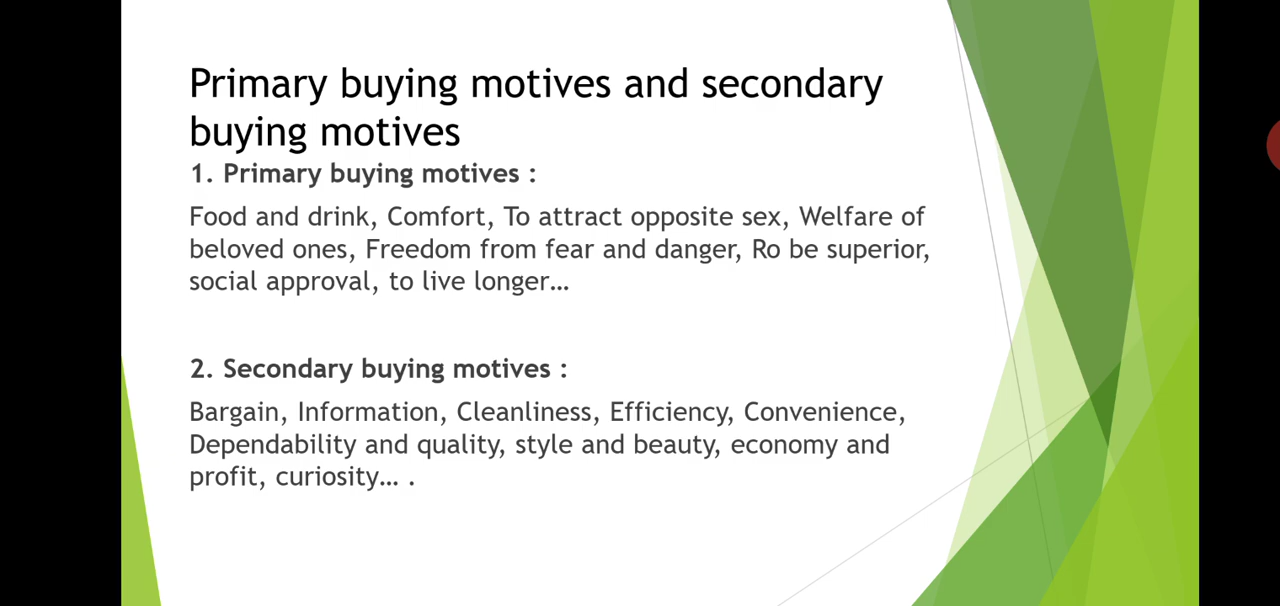 Primary buying motives and secondary
buying motives
1. Primary buying motives :
Food and drink, Comfort, To attract opposite sex, Welfare of
beloved ones, Freedom from fear and danger, Ro be superior,
social approval, to live longer…
2. Secondary buying motives :
Bargain, Information, Cleanliness, Efficiency, Convenience,
Dependability and quality, style and beauty, economy and
profit, curiosity… .